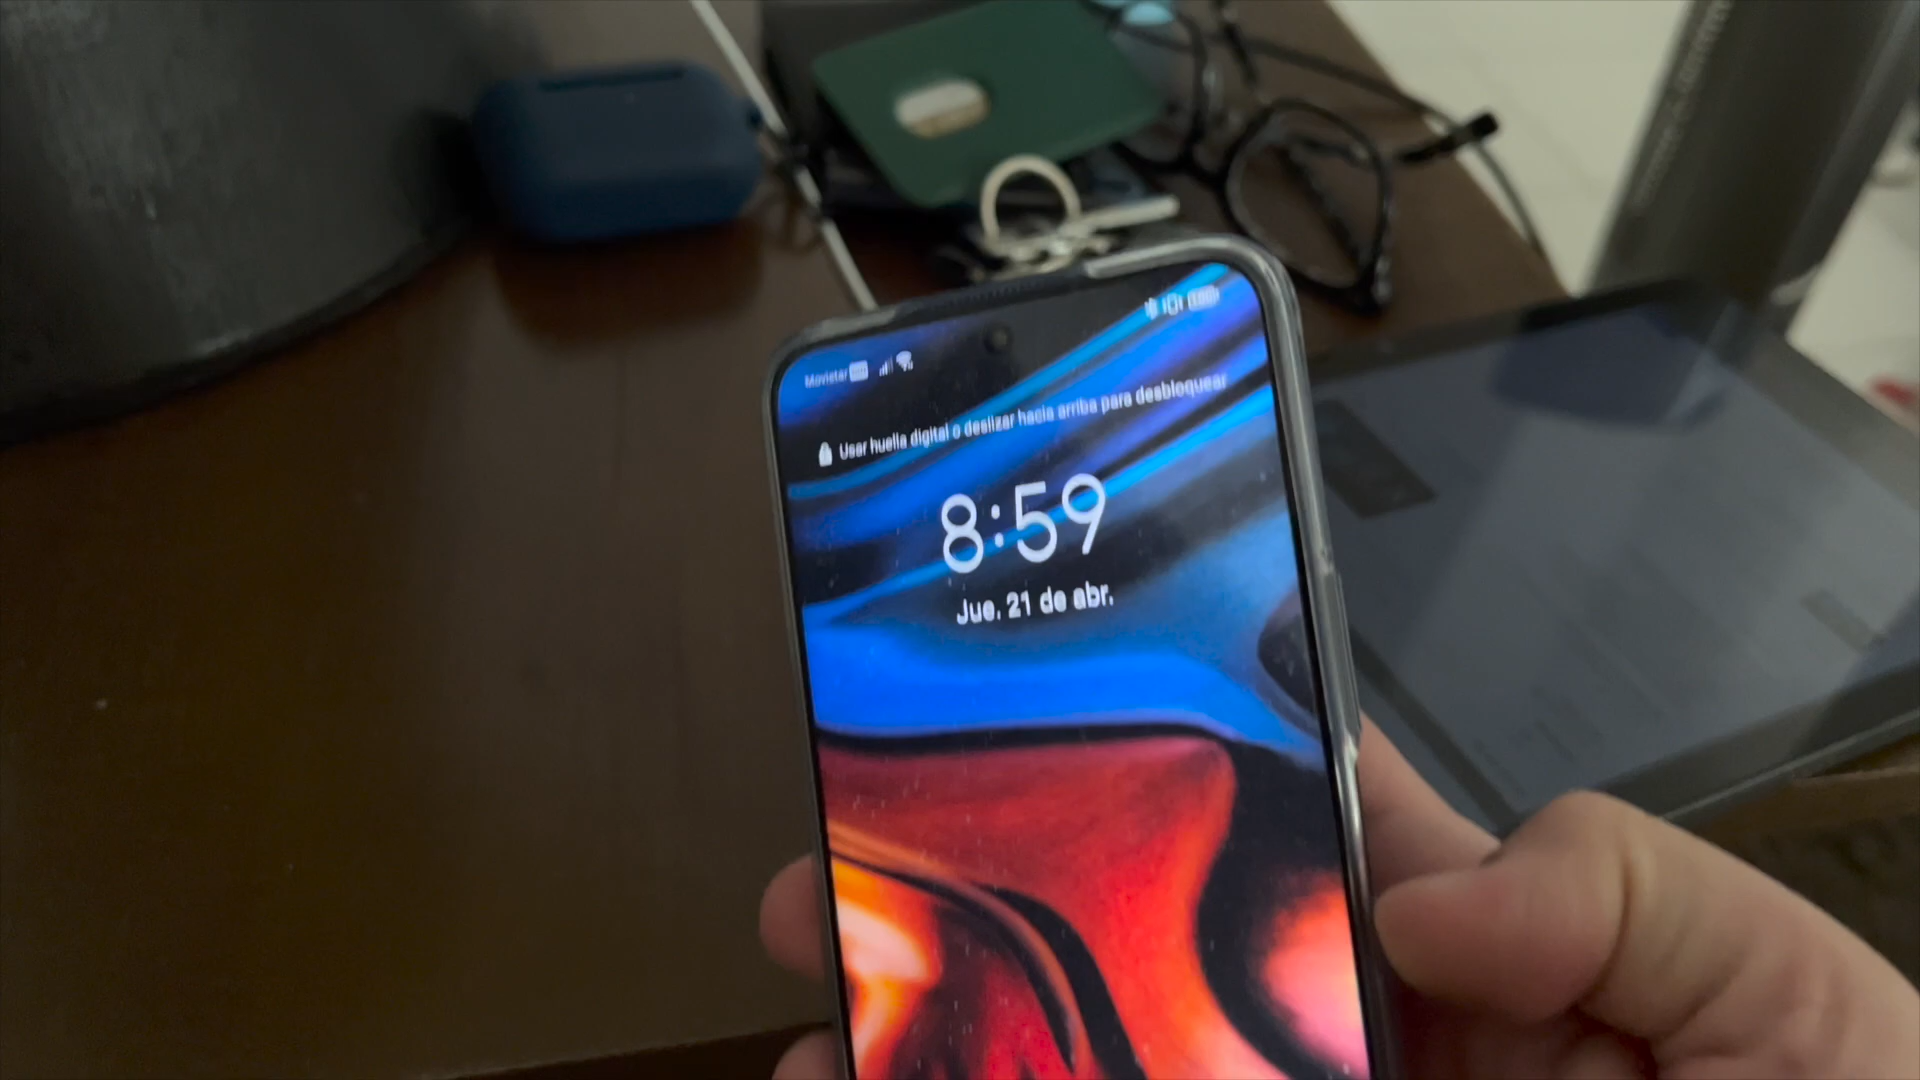 Movistar
Usar huella digital o deslizar hacia arriba para desbloquear
8:59
Jue. 21 de abr.